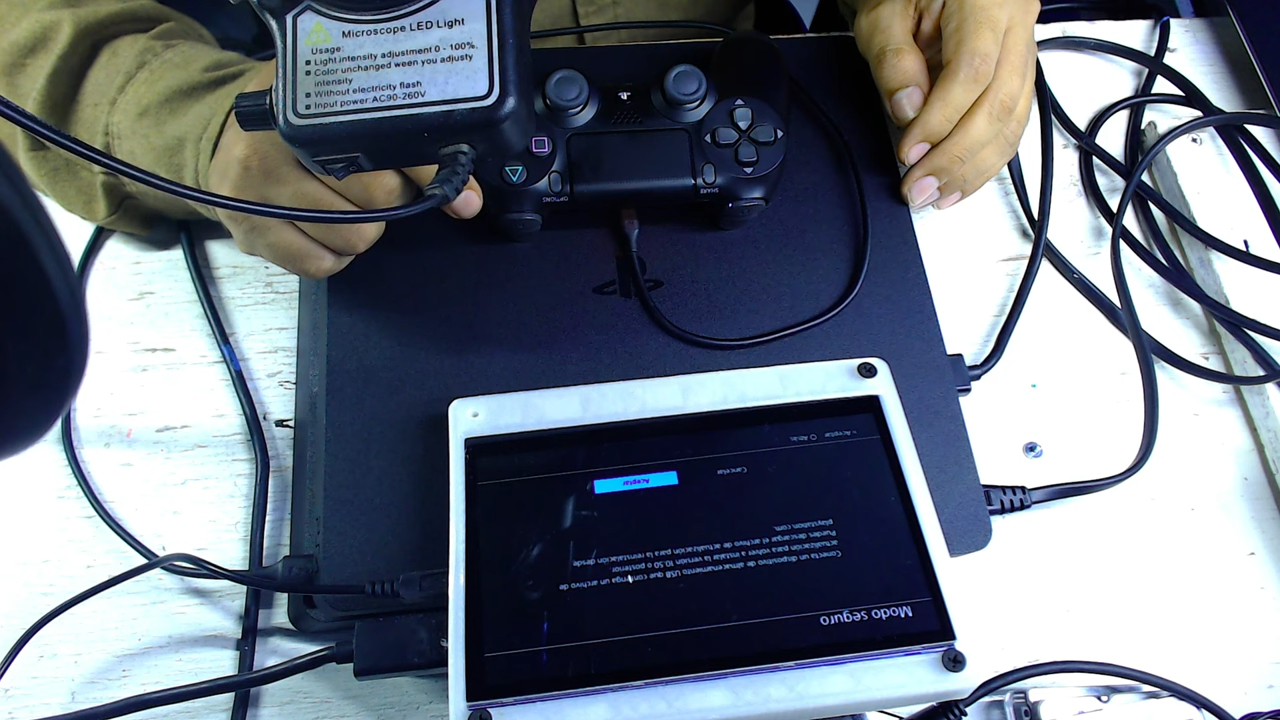 Microscope LED Light
Usage:
Light intensity adjustment 0 - 100%.
Color unchanged ween you adjusty
intensity
Without electricity flash
Input power:AC90-260V
OPTIONS
SHARE
Modo seguro
Conecta un dispositivo de almacenamiento USB que contenga un archivo de
actualización para volver a instalar la versión 10.50 o posterior
Puedes descargar el archivo de actualización para la reinstalación desde
playstation.com.
Aceptar
Cancelar
Aceptar Atrás